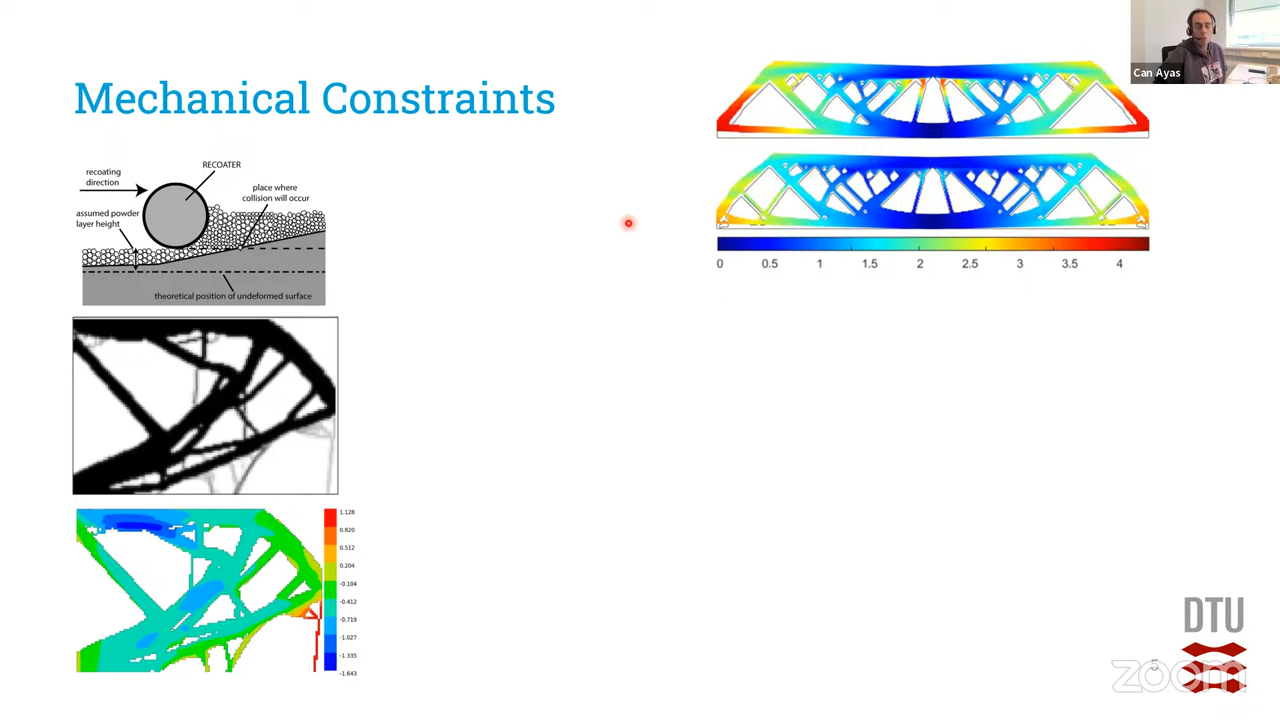 Mechanical Constraints
Can Ayas
RECOATER
recoating
direction
place where
collision will occur
assumed powder
layer height
theoretical position of undeformed surface
0 0.5 1 1.5 2 2.5 3 3.5 4
1.128
0.820
0.512
0.204
-0.104
-0.412
-0.719
-1.027
-1.335
-1.643
DTU
5
zoom